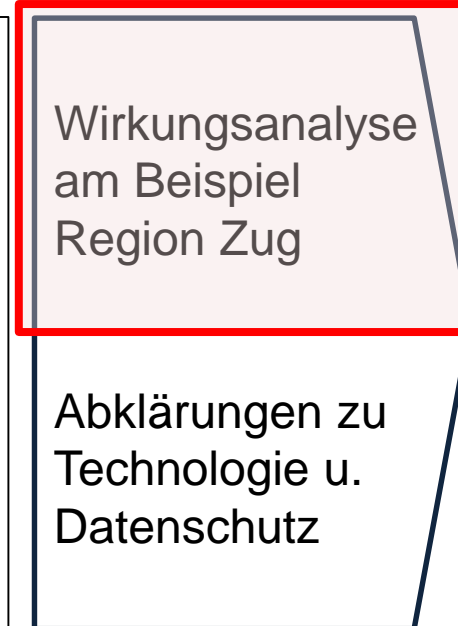 Wirkungsanalyse
am Beispiel
Region Zug
Abklärungen zu
Technologie u.
Datenschutz